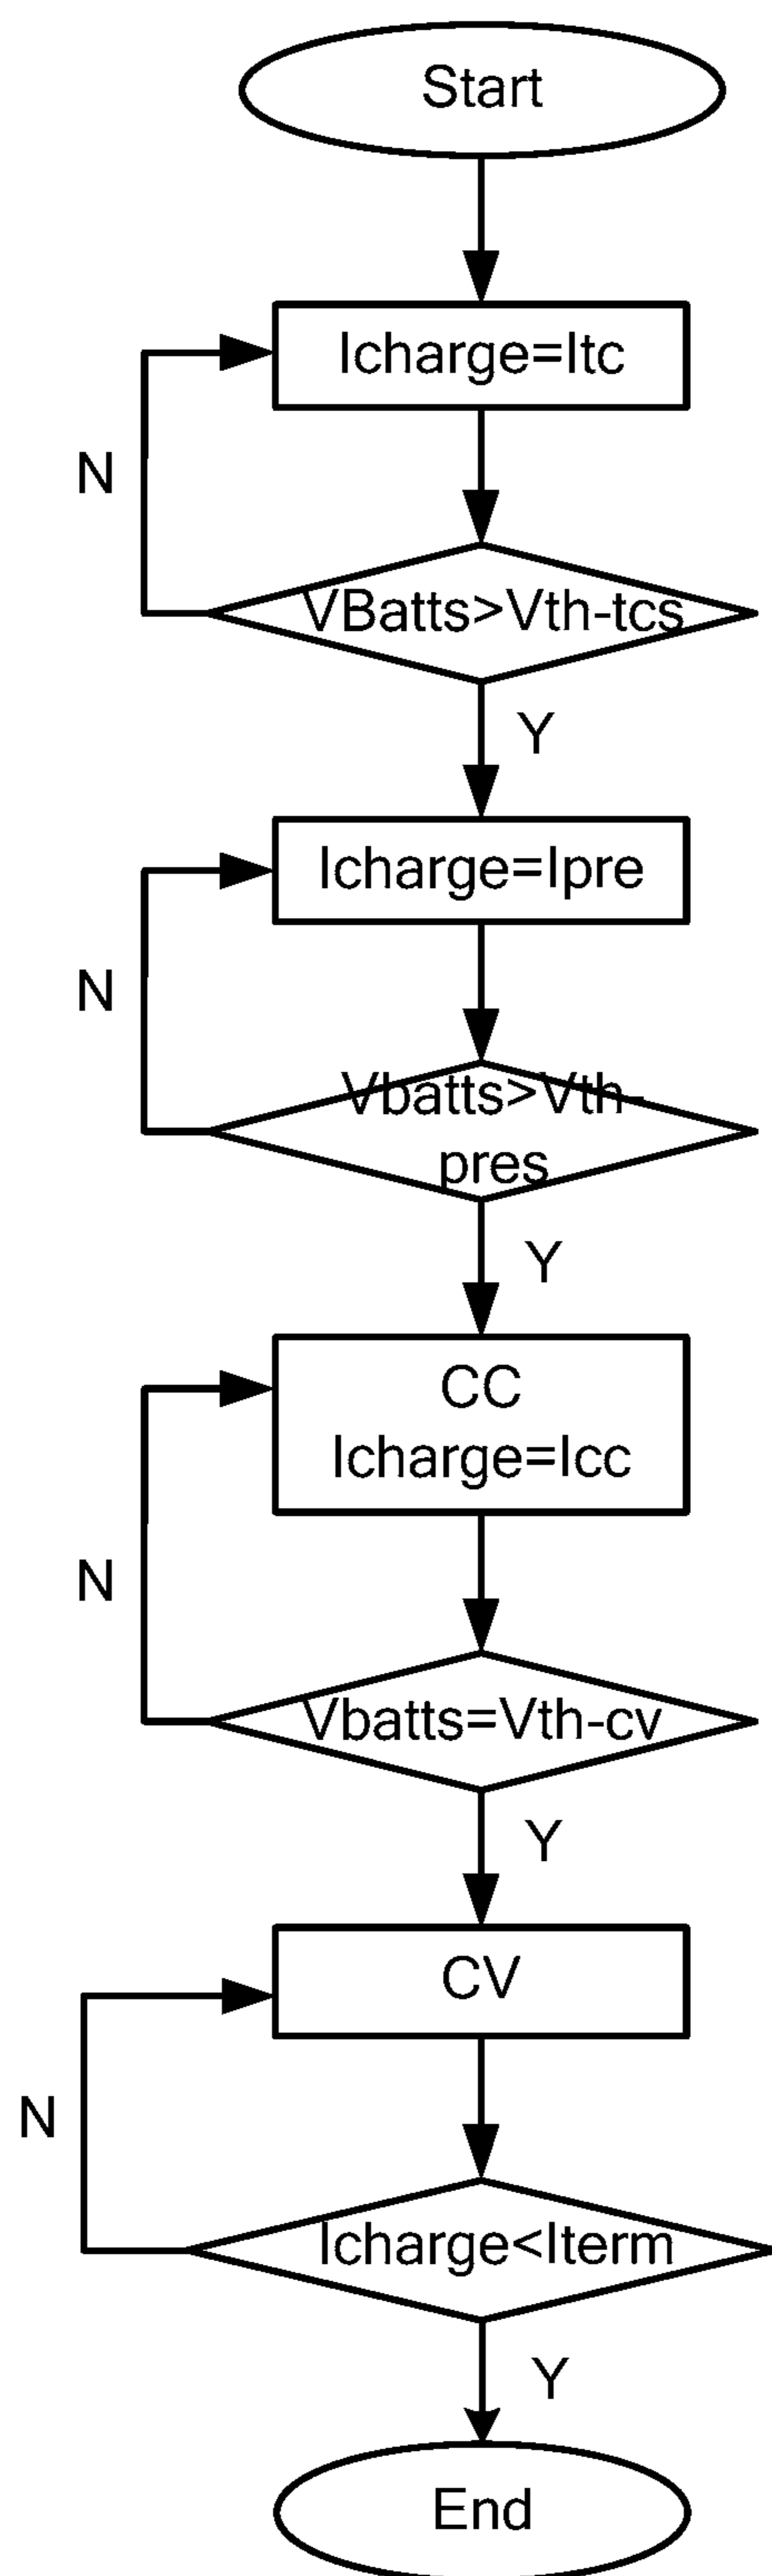 Start
Icharge=Itc
N
VBatts>Vth-tcs
Y
Icharge=Ipre
N
Vbatts>Vth-
pres
Y
CC
Icharge=Icc
N
Vbatts=Vth-cv
Y
CV
N
Icharge<Iterm
Y
End